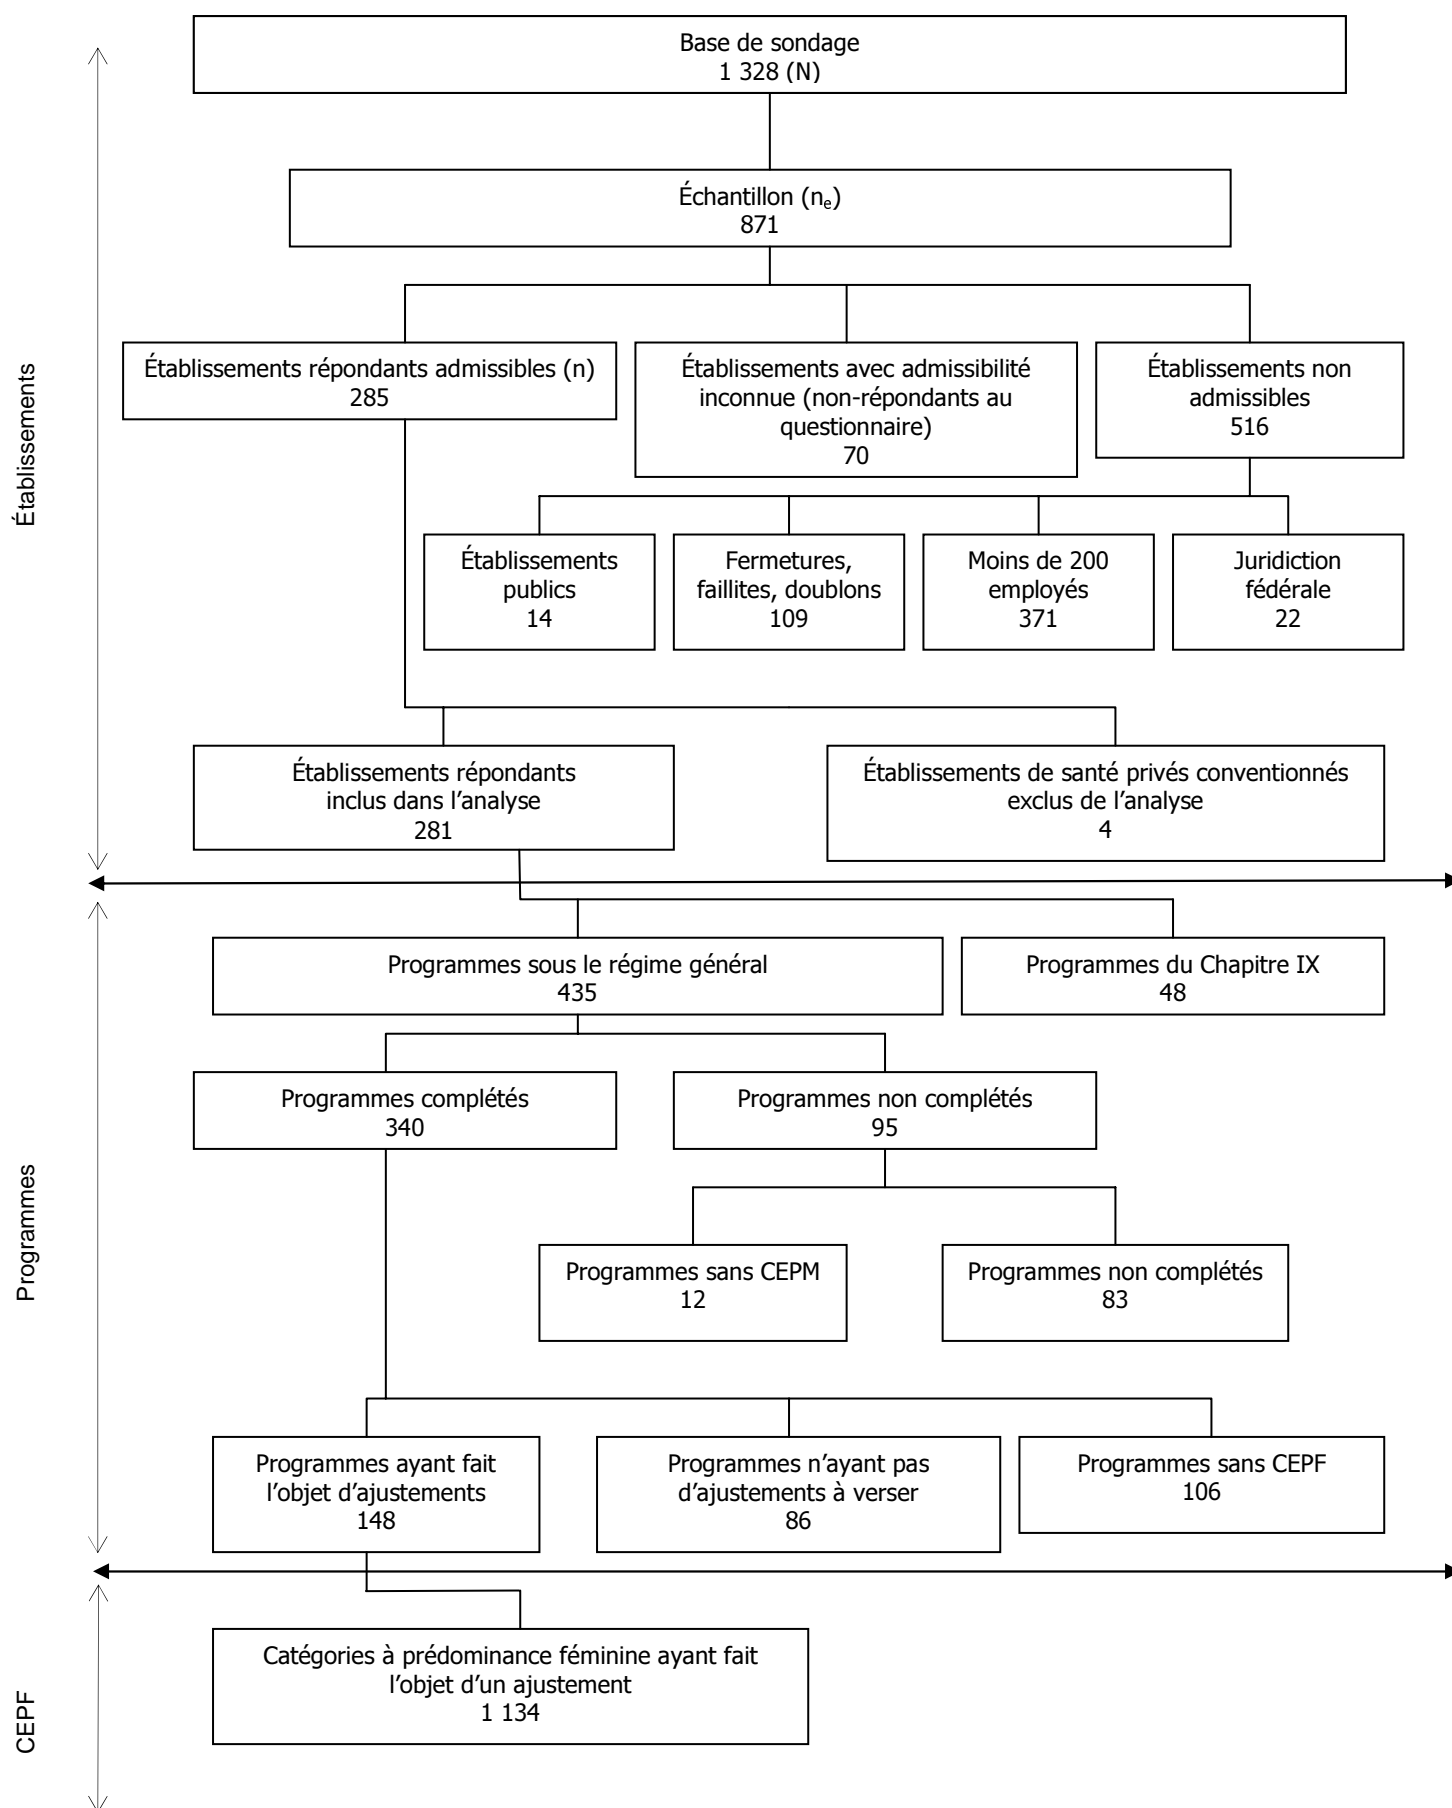 Base de sondage
1 328 (N)
Échantillon (nₑ)
871
Établissements répondants admissibles (n)
285
Établissements avec admissibilité
inconnue (non-répondants au
questionnaire)
70
Établissements non
admissibles
516
Établissements
Établissements
publics
14
Fermetures,
faillites, doublons
109
Moins de 200
employés
371
Juridiction
fédérale
22
Établissements répondants
inclus dans l’analyse
281
Établissements de santé privés conventionnés
exclus de l’analyse
4
Programmes sous le régime général
435
Programmes du Chapitre IX
48
Programmes complétés
340
Programmes non complétés
95
Programmes
Programmes sans CEPM
12
Programmes non complétés
83
Programmes ayant fait
l’objet d’ajustements
148
Programmes n’ayant pas
d’ajustements à verser
86
Programmes sans CEPF
106
CEPF
Catégories à prédominance féminine ayant fait
l’objet d’un ajustement
1 134